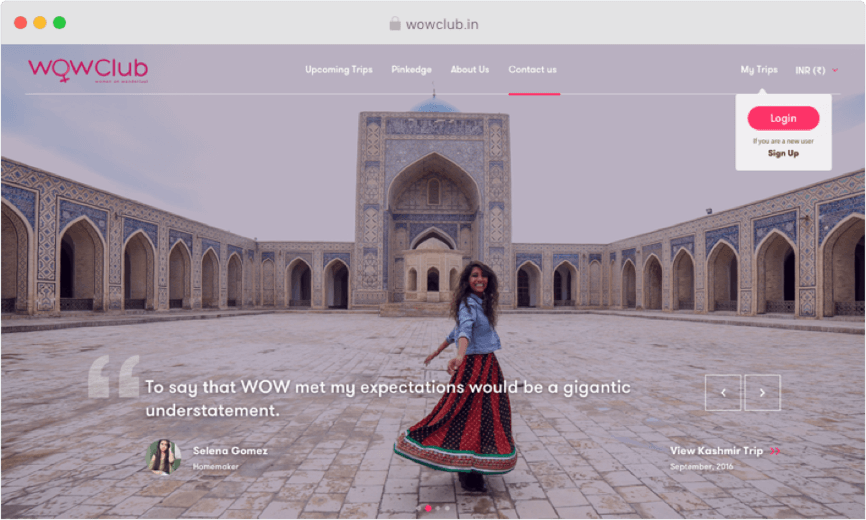 wowclub.in
WOWClub
Upcoming Trips Pinkedge About Us Contact us My Trips INR (₹)
Login
If you are a new user
Sign Up
“
To say that WOW met my expectations would be a gigantic
understatement.
Selena Gomez
Homemaker
View Kashmir Trip
September, 2016